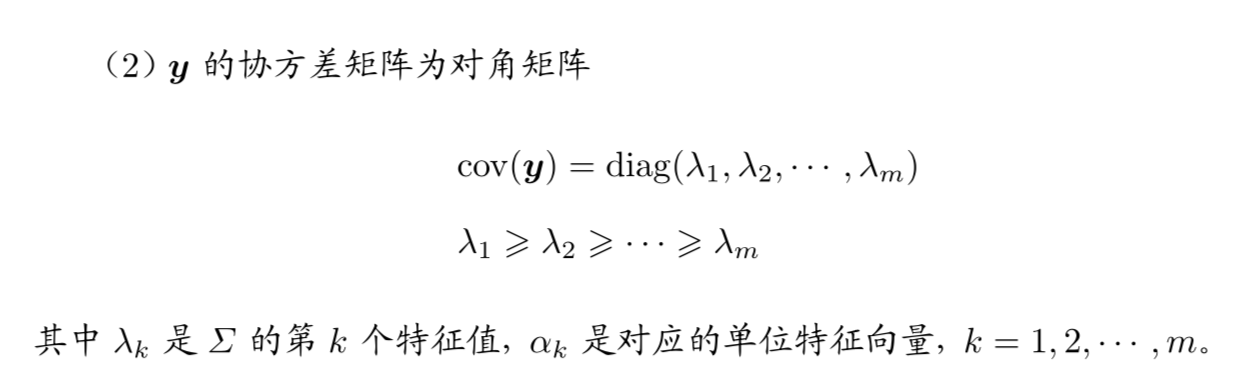 （2）y 的协方差矩阵为对角矩阵
cov(y) = diag(λ₁, λ₂, ⋯ , λₘ)
λ₁ ⩾ λ₂ ⩾ ⋯ ⩾ λₘ
其中 λₖ 是 Σ 的第 k 个特征值，αₖ 是对应的单位特征向量，k = 1, 2, ⋯ , m。